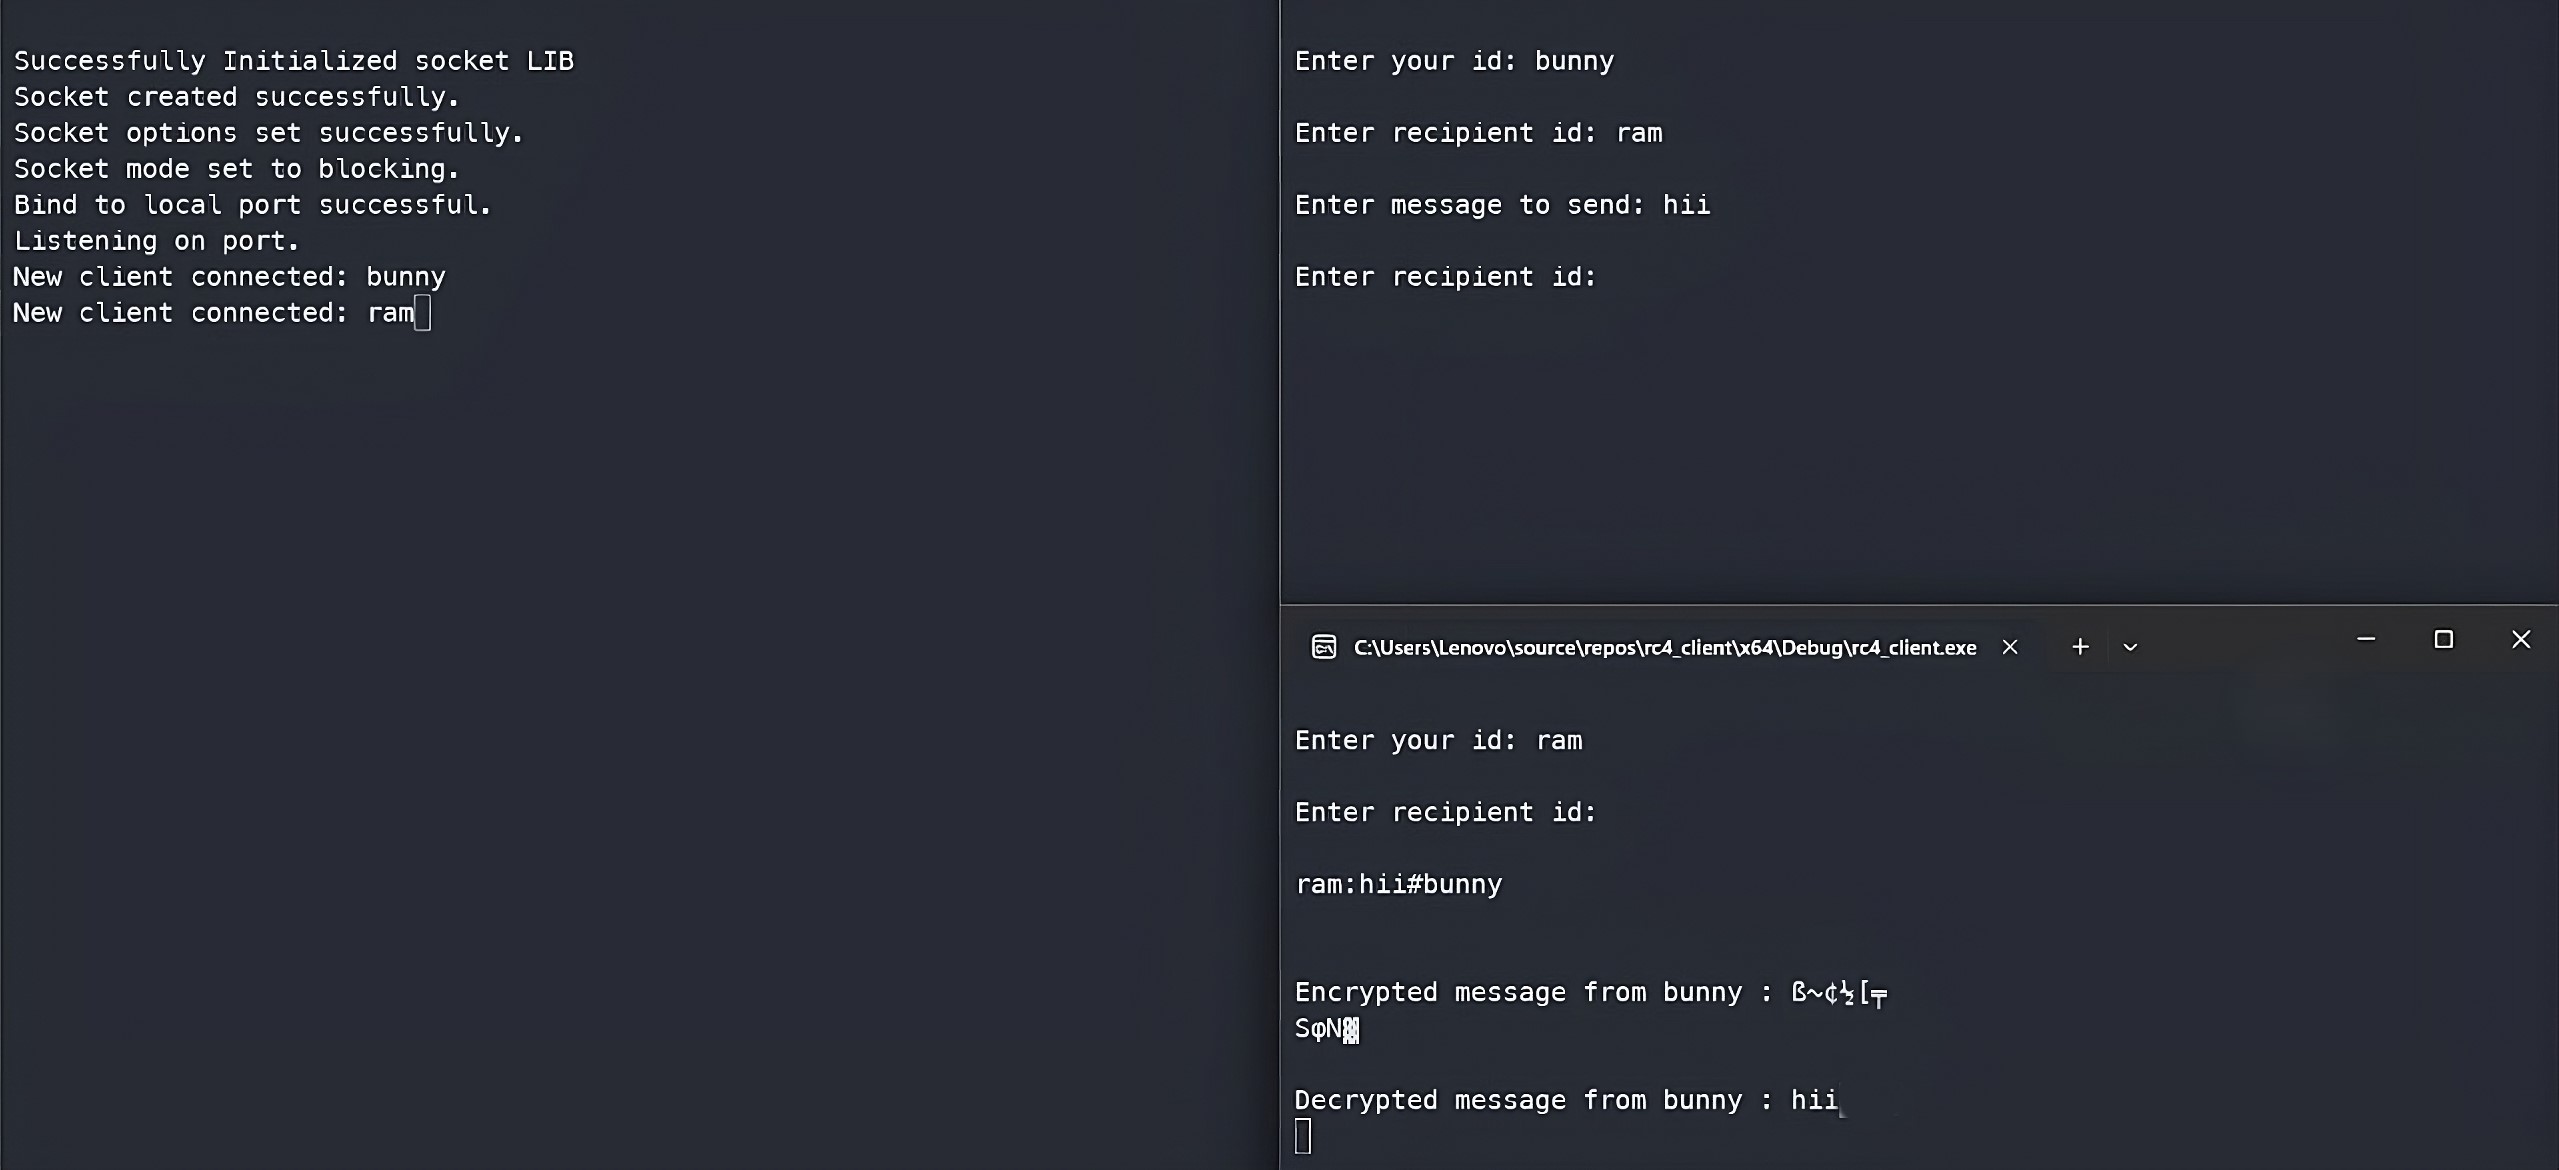 Successfully Initialized socket LIB
Socket created successfully.
Socket options set successfully.
Socket mode set to blocking.
Bind to local port successful.
Listening on port.
New client connected: bunny
New client connected: ram
Enter your id: bunny
Enter recipient id: ram
Enter message to send: hii
Enter recipient id:
C:\Users\Lenovo\source\repos\rc4_client\x64\Debug\rc4_client.exe
Enter your id: ram
Enter recipient id:
ram:hii#bunny
Encrypted message from bunny : ß~¢½[╤
SφN▓
Decrypted message from bunny : hii